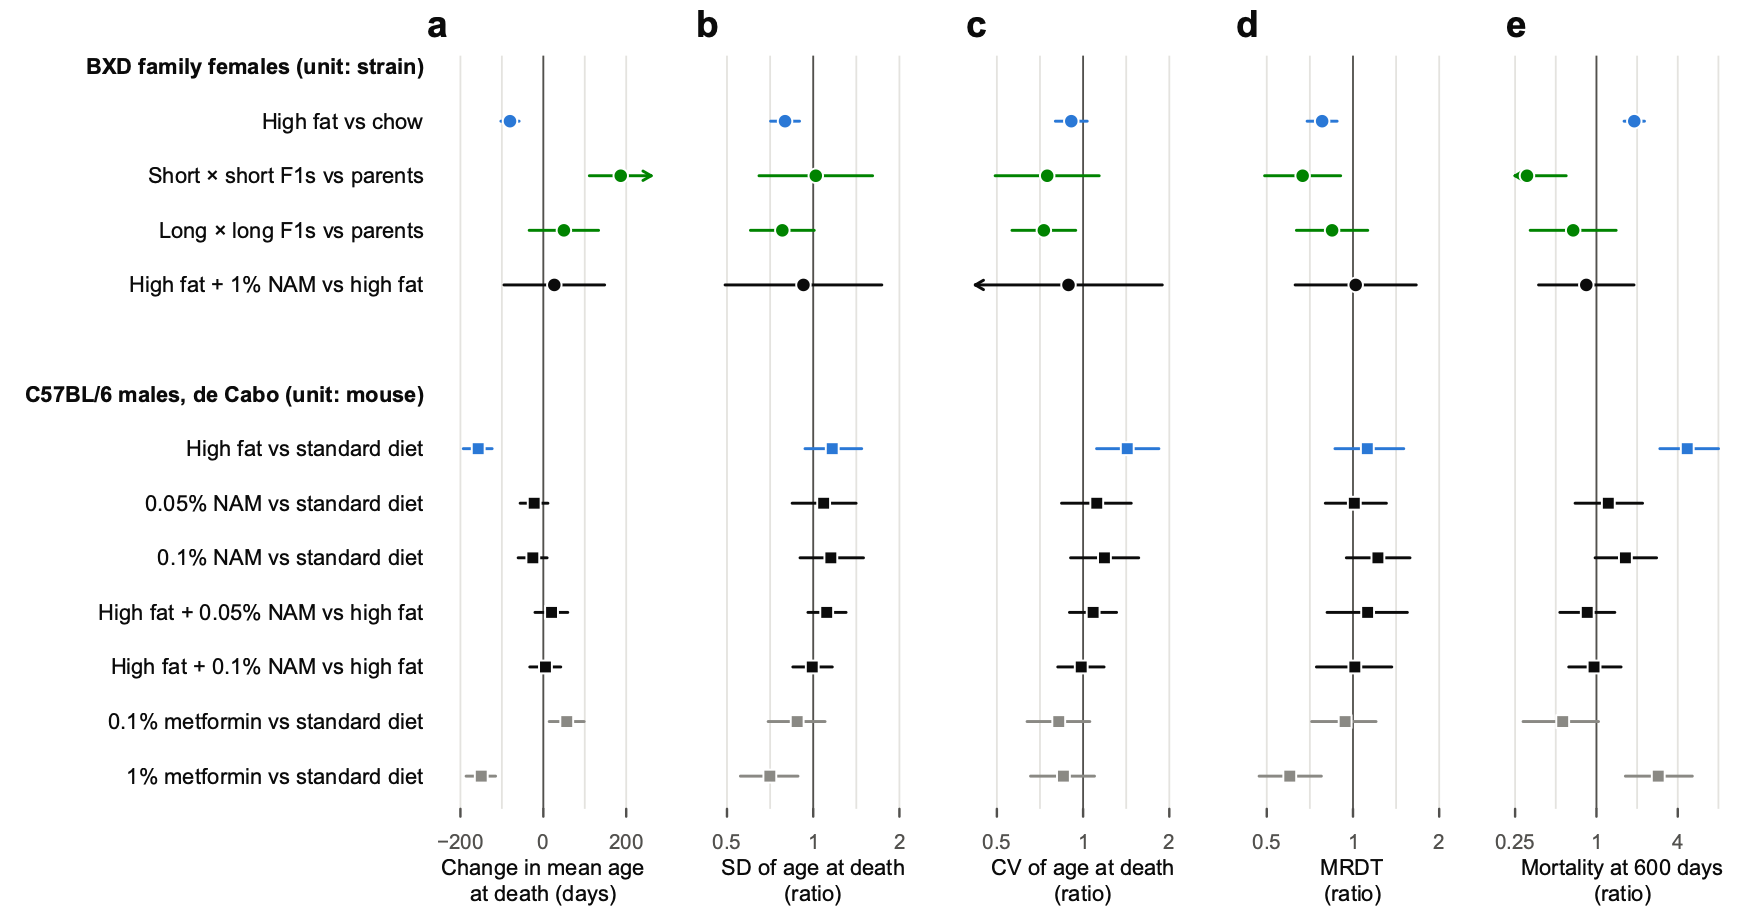 a b c d e
BXD family females (unit: strain)
High fat vs chow
Short × short F1s vs parents
Long × long F1s vs parents
High fat + 1% NAM vs high fat
C57BL/6 males, de Cabo (unit: mouse)
High fat vs standard diet
0.05% NAM vs standard diet
0.1% NAM vs standard diet
High fat + 0.05% NAM vs high fat
High fat + 0.1% NAM vs high fat
0.1% metformin vs standard diet
1% metformin vs standard diet
−200 0 200
Change in mean age
at death (days)
0.5 1 2
SD of age at death
(ratio)
0.5 1 2
CV of age at death
(ratio)
0.5 1 2
MRDT
(ratio)
0.25 1 4
Mortality at 600 days
(ratio)